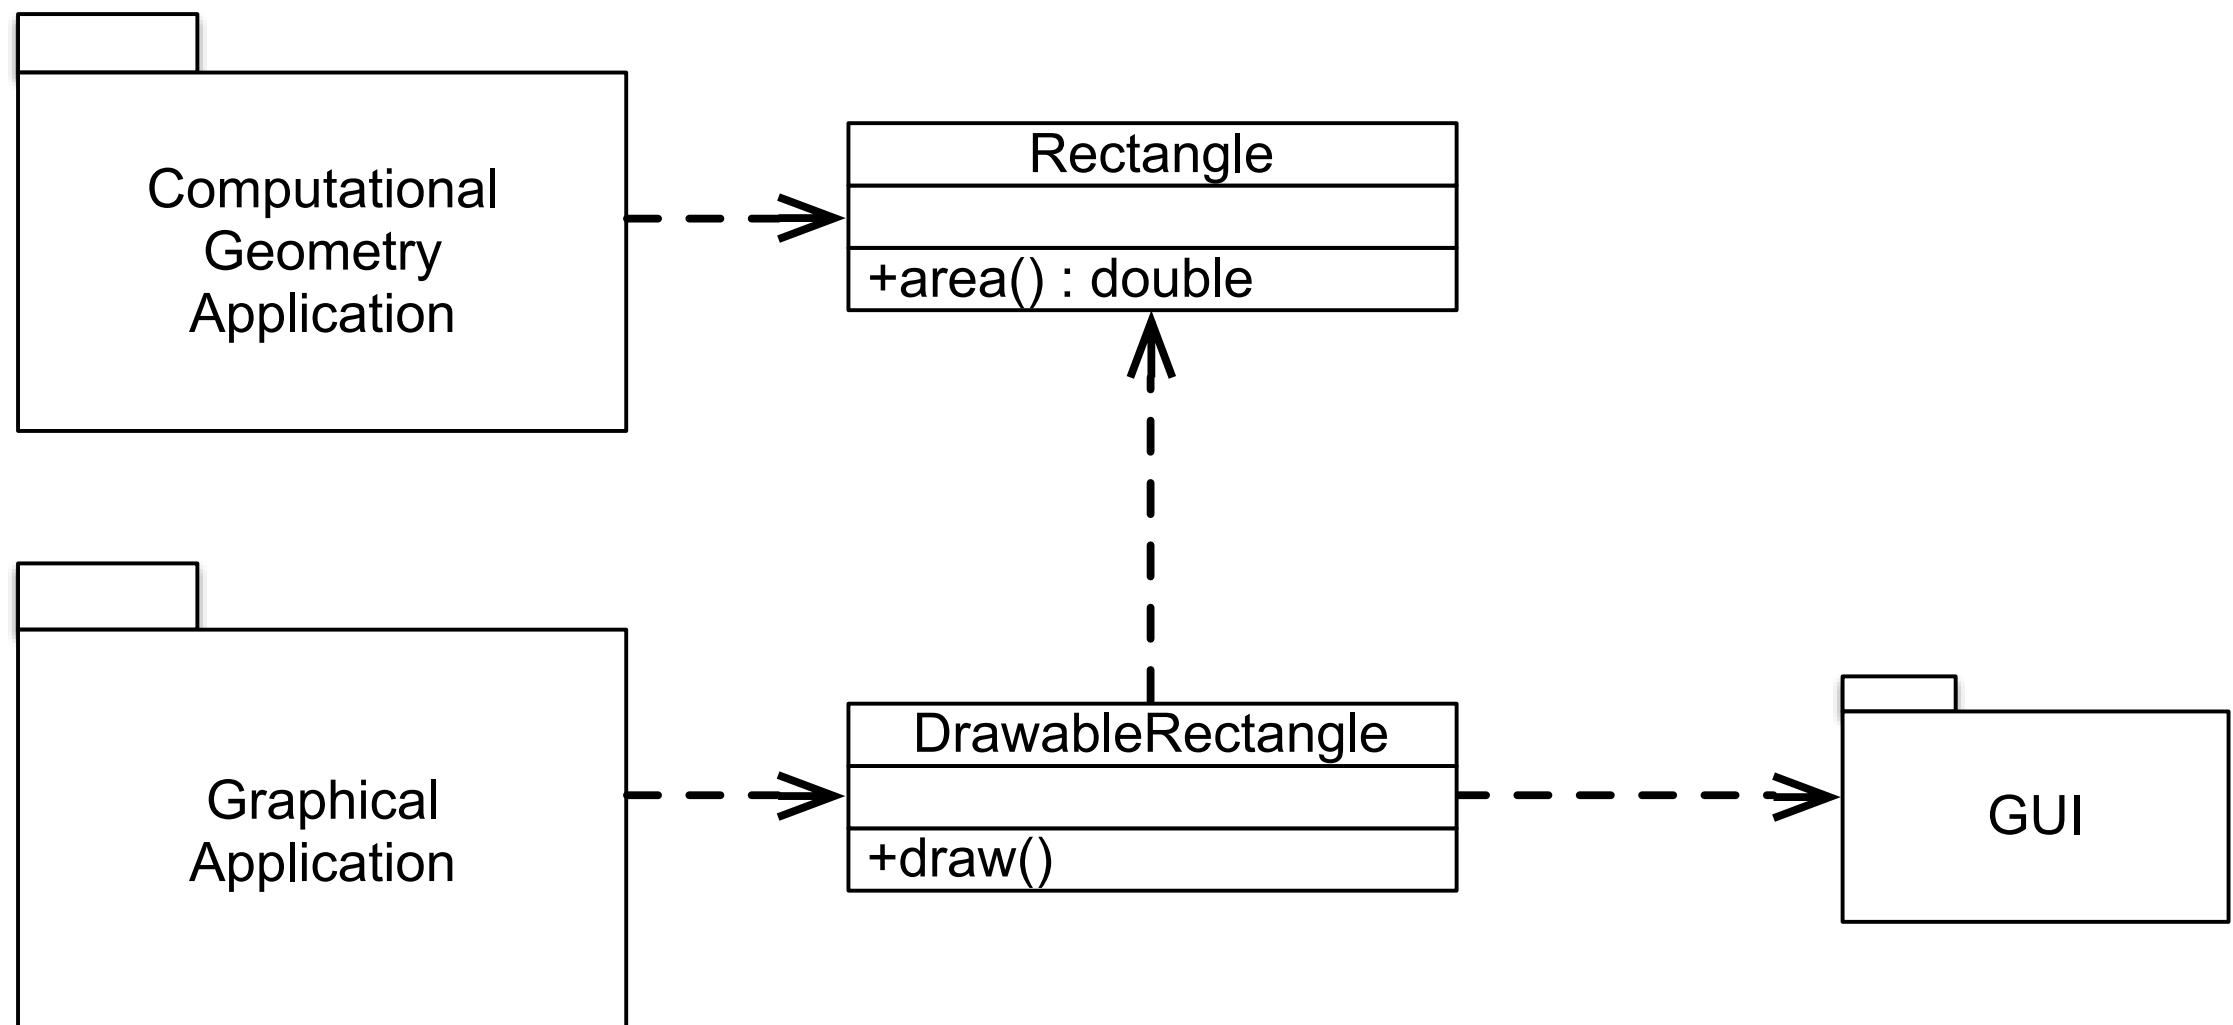 Computational
Geometry
Application
Rectangle
+area() : double
Graphical
Application
DrawableRectangle
+draw()
GUI